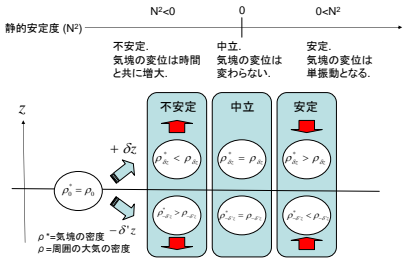 N²<0 0 0<N²
静的安定度 (N²)
不安定.
気塊の変位は時間
と共に増大.
中立.
気塊の変位は
変わらない.
安定.
気塊の変位は
単振動となる.
z
不安定 中立 安定
+ δz
ρ*δz < ρδz ρ*δz = ρδz ρ*δz > ρδz
ρ*0 = ρ0
−δ'z
ρ*−δ'z > ρ−δ'z ρ*−δ'z = ρ−δ'z ρ*−δ'z < ρ−δ'z
ρ*=気塊の密度
ρ=周囲の大気の密度